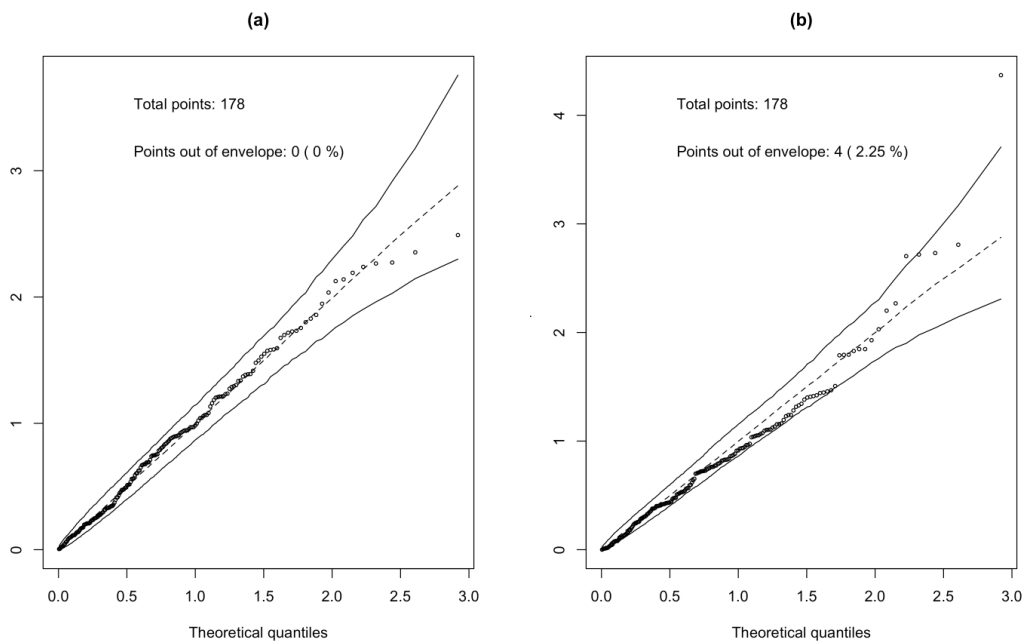 (a)
Total points: 178
Points out of envelope: 0 ( 0 %)
3
2
1
0
0.0 0.5 1.0 1.5 2.0 2.5 3.0
Theoretical quantiles
(b)
Total points: 178
Points out of envelope: 4 ( 2.25 %)
4
3
2
1
0
0.0 0.5 1.0 1.5 2.0 2.5 3.0
Theoretical quantiles